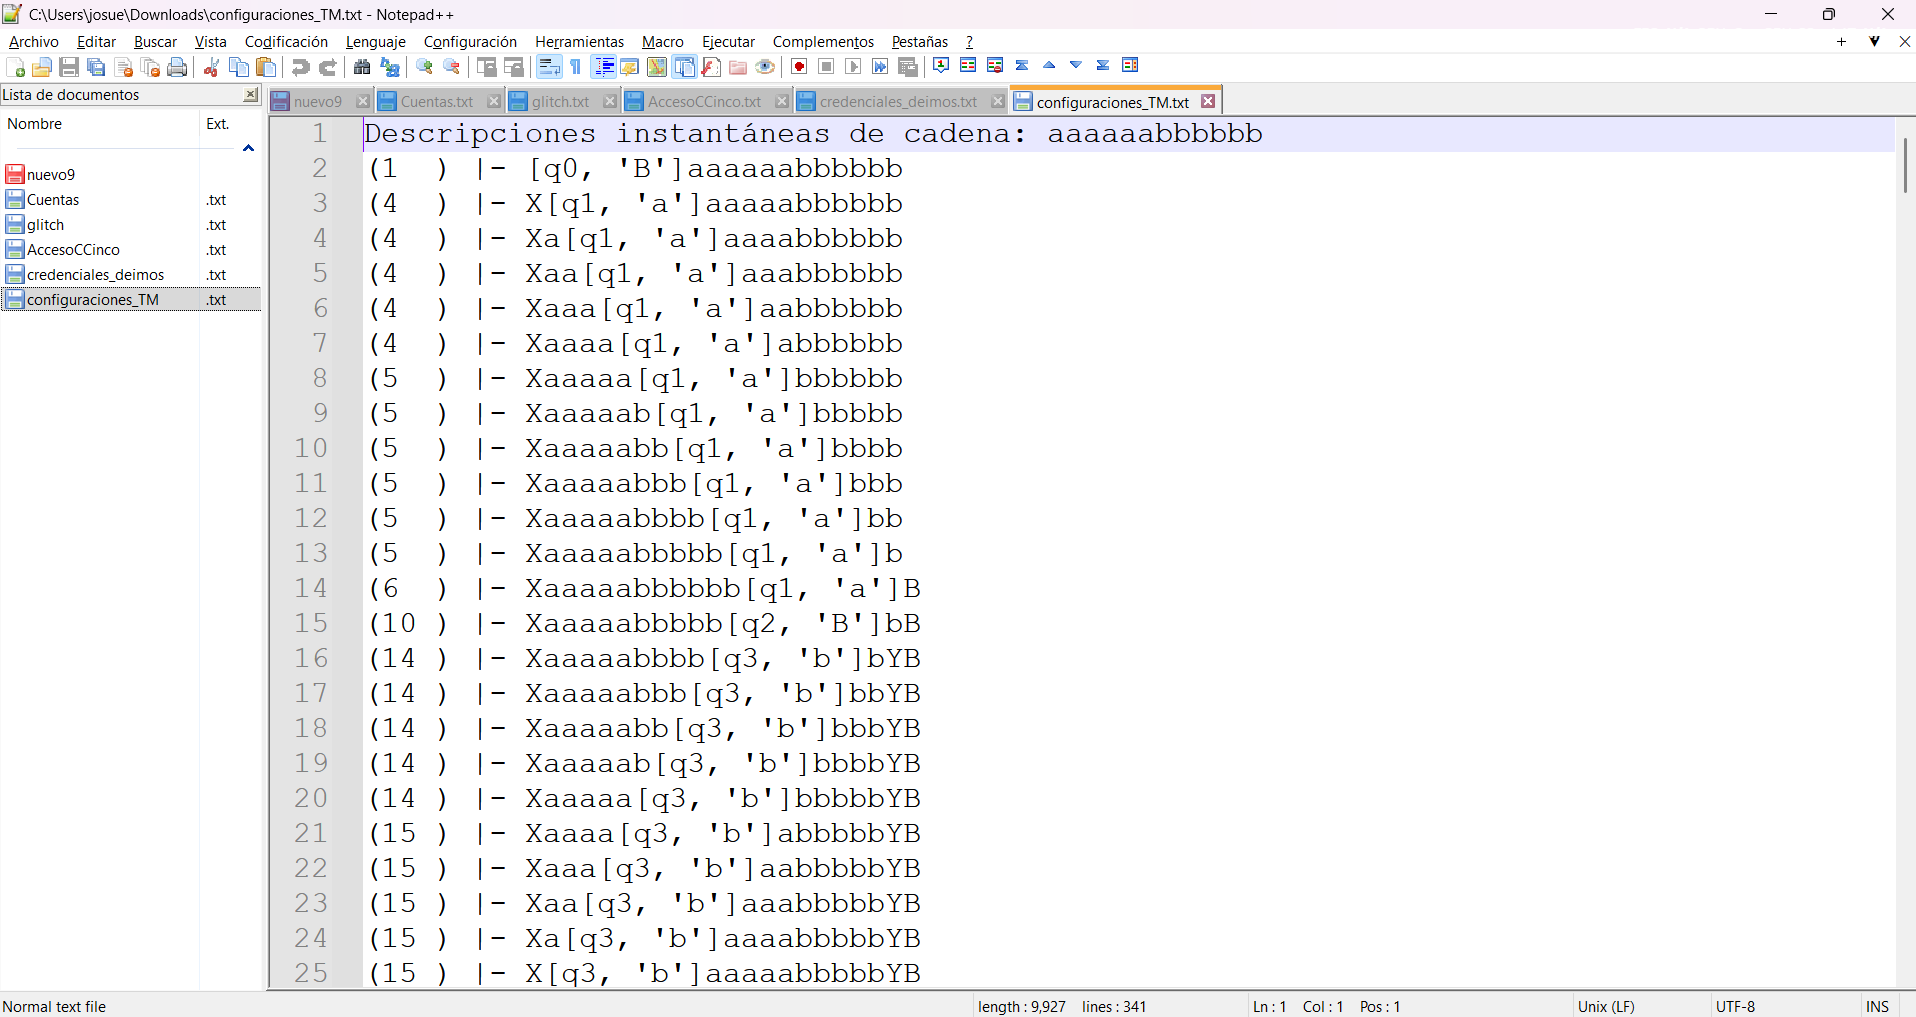 C:\Users\josue\Downloads\configuraciones_TM.txt - Notepad++
Archivo Editar Buscar Vista Codificación Lenguaje Configuración Herramientas Macro Ejecutar Complementos Pestañas ?
Lista de documentos
nuevo9 Cuentas.txt glitch.txt AccesoCCinco.txt credenciales_deimos.txt configuraciones_TM.txt
Nombre Ext.
nuevo9
Cuentas .txt
glitch .txt
AccesoCCinco .txt
credenciales_deimos .txt
configuraciones_TM .txt
1 Descripciones instantáneas de cadena: aaaaaabbbbbb
2 (1  ) |- [q0, 'B']aaaaaabbbbbb
3 (4  ) |- X[q1, 'a']aaaaabbbbbb
4 (4  ) |- Xa[q1, 'a']aaaabbbbbb
5 (4  ) |- Xaa[q1, 'a']aaabbbbbb
6 (4  ) |- Xaaa[q1, 'a']aabbbbbb
7 (4  ) |- Xaaaa[q1, 'a']abbbbbb
8 (5  ) |- Xaaaaa[q1, 'a']bbbbbb
9 (5  ) |- Xaaaaab[q1, 'a']bbbbb
10 (5  ) |- Xaaaaabb[q1, 'a']bbbb
11 (5  ) |- Xaaaaabbb[q1, 'a']bbb
12 (5  ) |- Xaaaaabbbb[q1, 'a']bb
13 (5  ) |- Xaaaaabbbbb[q1, 'a']b
14 (6  ) |- Xaaaaabbbbbb[q1, 'a']B
15 (10 ) |- Xaaaaabbbbb[q2, 'B']bB
16 (14 ) |- Xaaaaabbbb[q3, 'b']bYB
17 (14 ) |- Xaaaaabbb[q3, 'b']bbYB
18 (14 ) |- Xaaaaabb[q3, 'b']bbbYB
19 (14 ) |- Xaaaaab[q3, 'b']bbbbYB
20 (14 ) |- Xaaaaa[q3, 'b']bbbbbYB
21 (15 ) |- Xaaaa[q3, 'b']abbbbbYB
22 (15 ) |- Xaaa[q3, 'b']aabbbbbYB
23 (15 ) |- Xaa[q3, 'b']aaabbbbbYB
24 (15 ) |- Xa[q3, 'b']aaaabbbbbYB
25 (15 ) |- X[q3, 'b']aaaaabbbbbYB
Normal text file length : 9,927 lines : 341 Ln : 1 Col : 1 Pos : 1 Unix (LF) UTF-8 INS